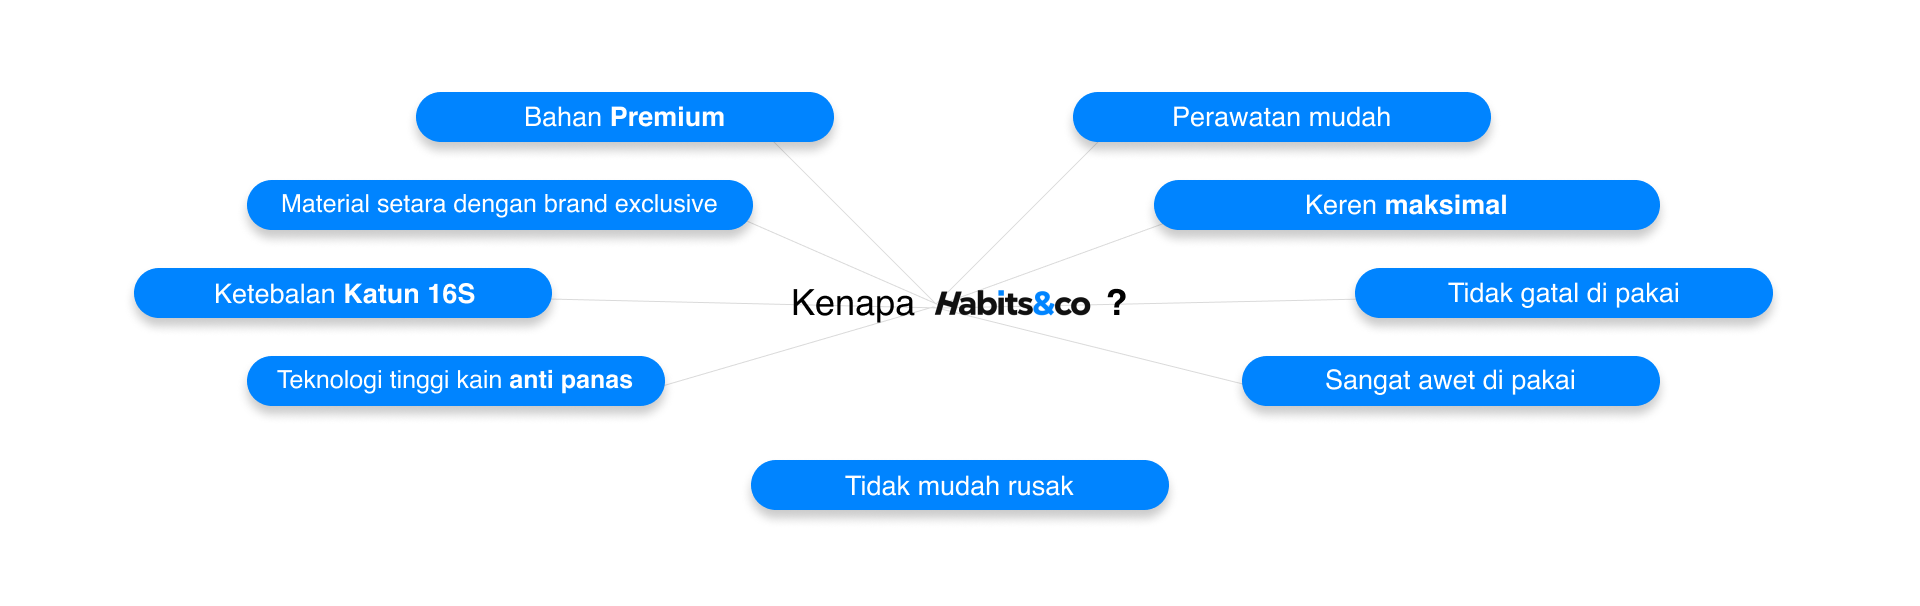 Bahan Premium
Perawatan mudah
Material setara dengan brand exclusive
Keren maksimal
Ketebalan Katun 16S
Kenapa Habits&co ?
Tidak gatal di pakai
Teknologi tinggi kain anti panas
Sangat awet di pakai
Tidak mudah rusak